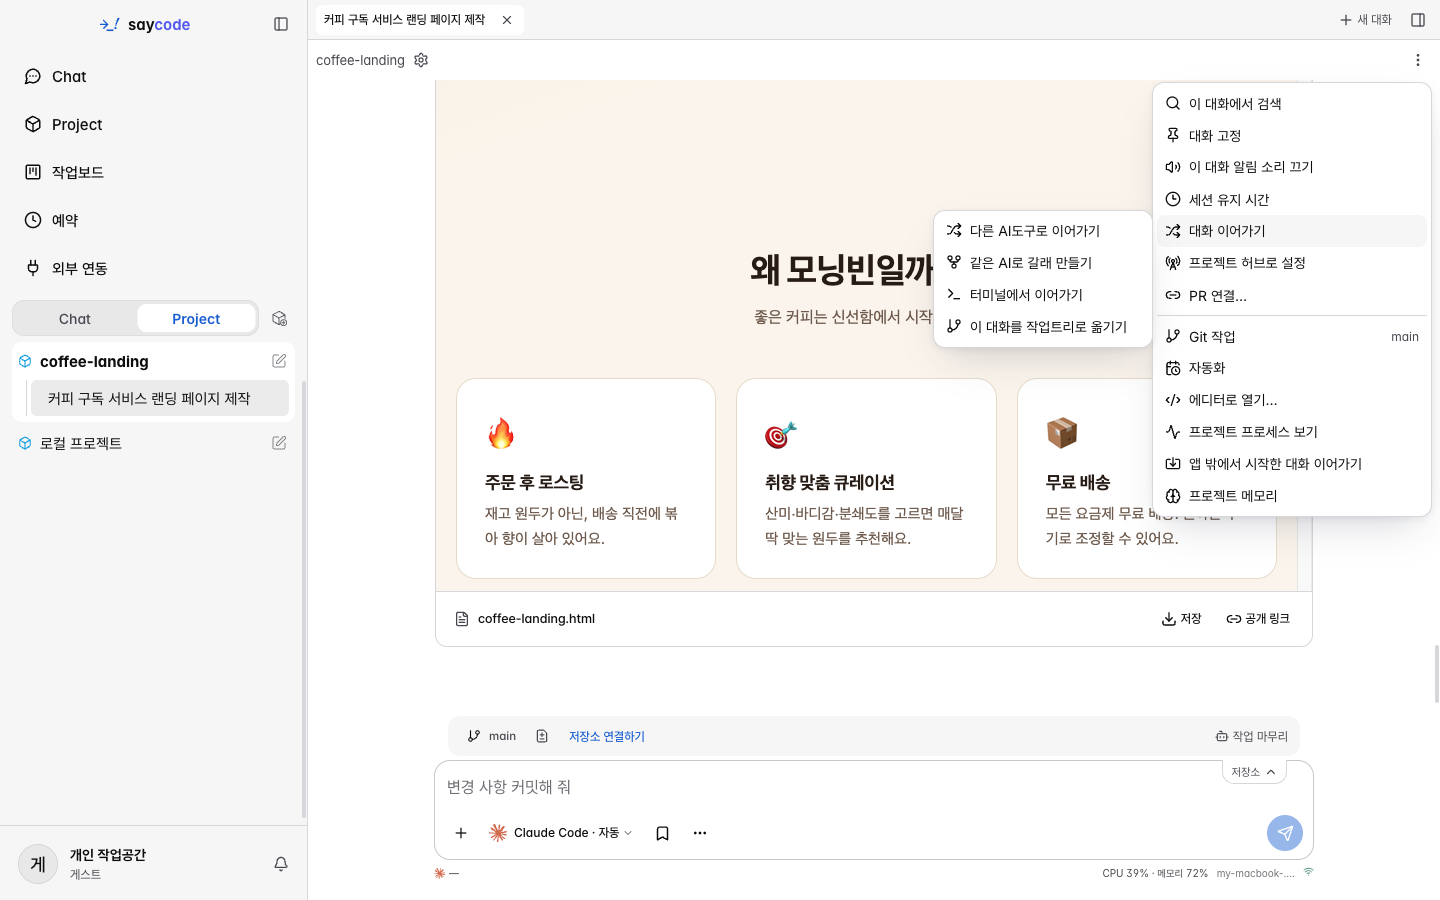 saycode
Chat
Project
작업보드
예약
외부 연동
Chat
Project
coffee-landing
커피 구독 서비스 랜딩 페이지 제작
로컬 프로젝트
게
개인 작업공간
게스트
커피 구독 서비스 랜딩 페이지 제작
새 대화
coffee-landing
이 대화에서 검색
대화 고정
이 대화 알림 소리 끄기
세션 유지 시간
대화 이어가기
프로젝트 허브로 설정
PR 연결...
Git 작업
main
자동화
에디터로 열기...
프로젝트 프로세스 보기
앱 밖에서 시작한 대화 이어가기
프로젝트 메모리
다른 AI도구로 이어가기
같은 AI로 갈래 만들기
터미널에서 이어가기
이 대화를 작업트리로 옮기기
왜 모닝빈일까
좋은 커피는 신선함에서 시작
주문 후 로스팅
재고 원두가 아닌, 배송 직전에 볶
아 향이 살아 있어요.
취향 맞춤 큐레이션
산미·바디감·분쇄도를 고르면 매달
딱 맞는 원두를 추천해요.
무료 배송
모든 요금제 무료
기로 조정할 수 있어요.
coffee-landing.html
저장
공개 링크
main
저장소 연결하기
작업 마무리
저장소
변경 사항 커밋해 줘
Claude Code · 자동
—
CPU 39% · 메모리 72%
my-macbook-....